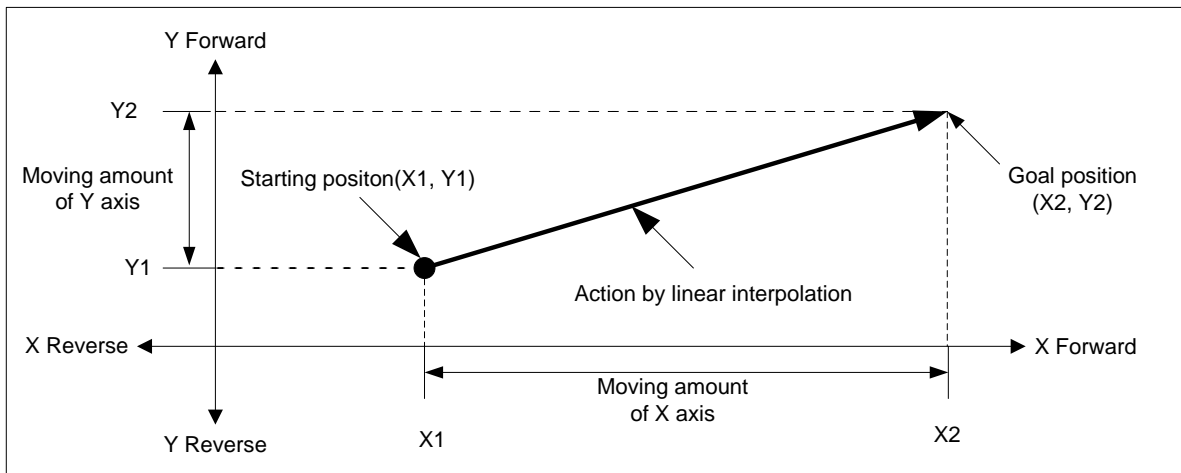 Y Forward
Y2
Moving amount
of Y axis
Starting positon(X1, Y1)
Goal position
(X2, Y2)
Y1
Action by linear interpolation
X Reverse
X Forward
Moving amount
of X axis
Y Reverse
X1
X2